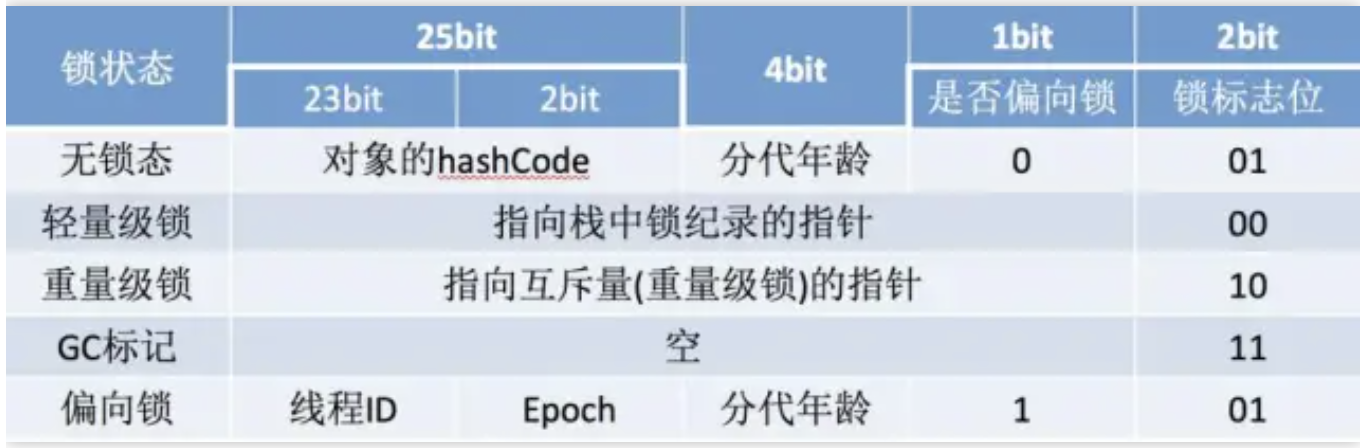 锁状态 25bit 4bit 1bit 2bit
23bit 2bit 是否偏向锁 锁标志位
无锁态 对象的hashCode 分代年龄 0 01
轻量级锁 指向栈中锁纪录的指针 00
重量级锁 指向互斥量(重量级锁)的指针 10
GC标记 空 11
偏向锁 线程ID Epoch 分代年龄 1 01